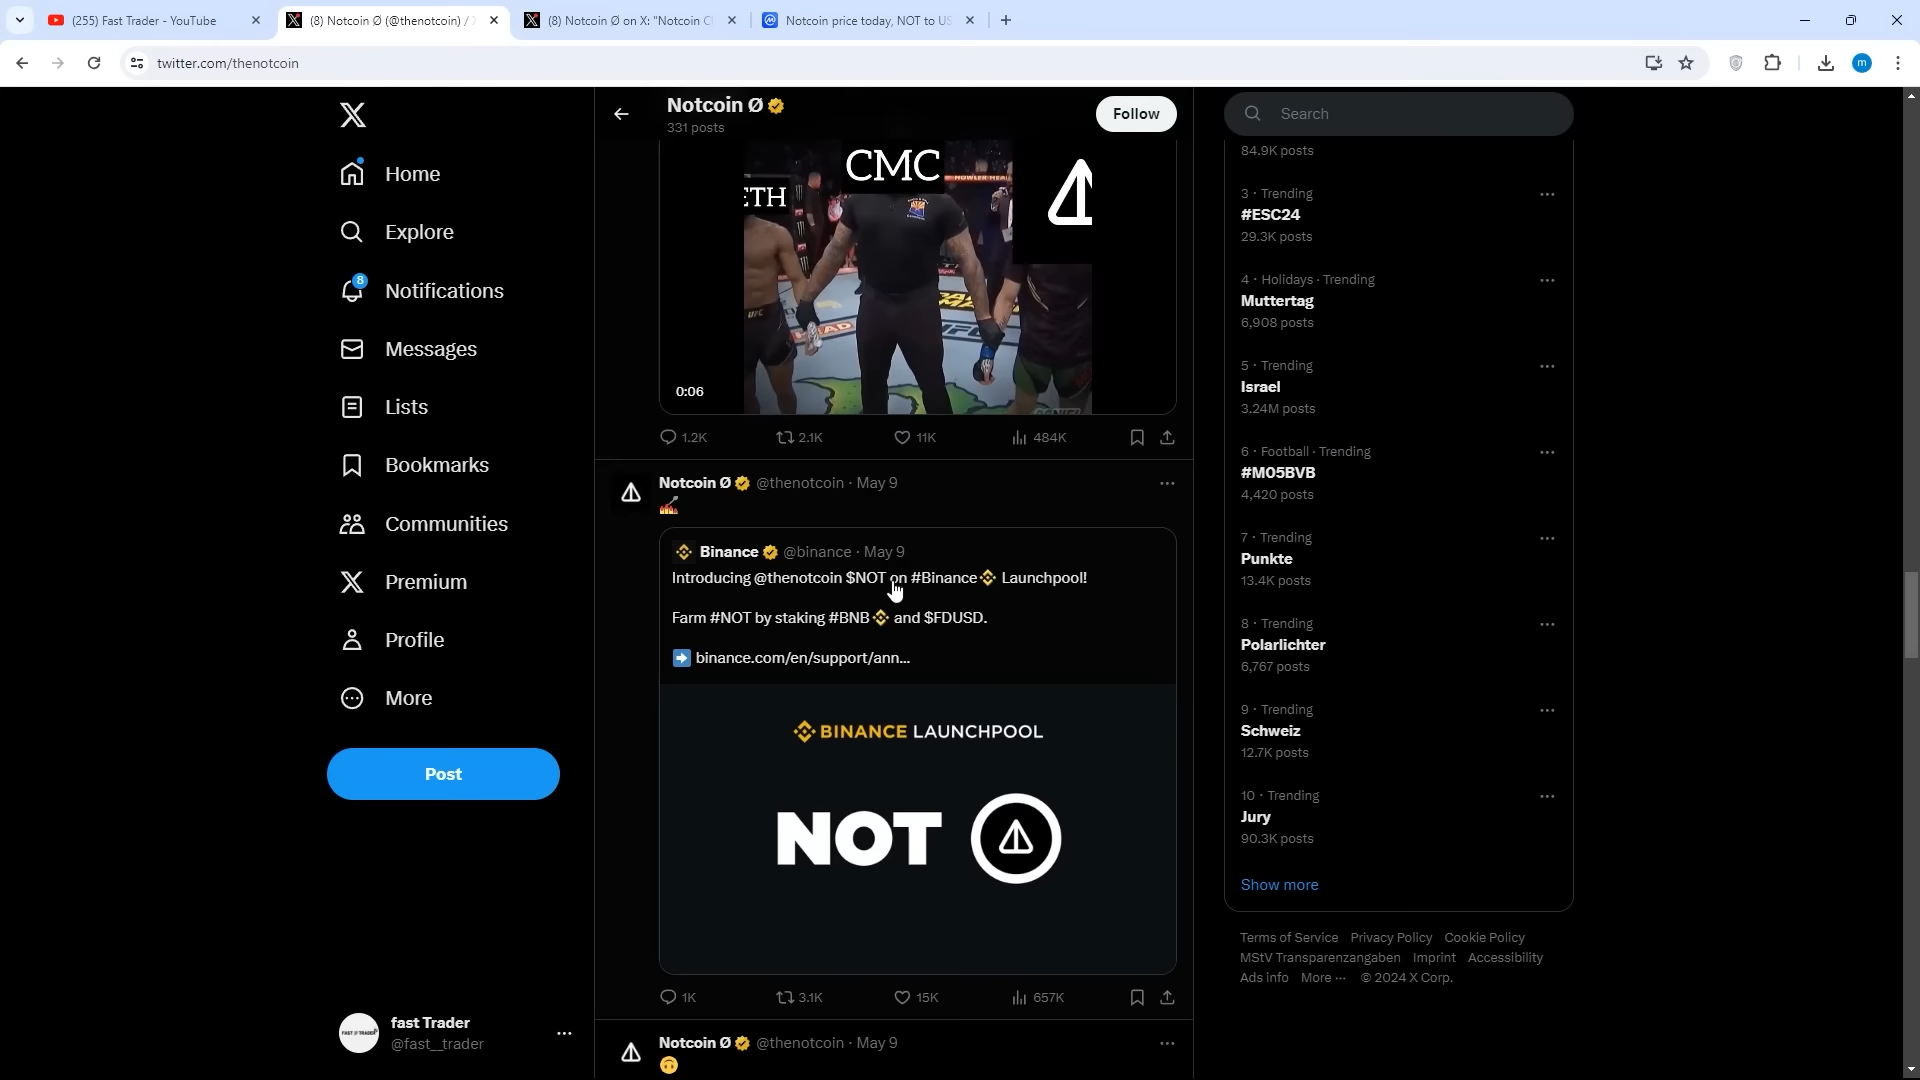 (255) Fast Trader - YouTube
(8) Notcoin Ø (@thenotcoin) /
(8) Notcoin Ø on X: "Notcoin C
Notcoin price today, NOT to US
twitter.com/thenotcoin
m
Home
Explore
8
Notifications
Messages
Lists
Bookmarks
Communities
Premium
Profile
More
Post
fast Trader
@fast__trader
Notcoin Ø
331 posts
Follow
CMC
ETH
0:06
1.2K
2.1K
11K
484K
Notcoin Ø @thenotcoin · May 9
Binance @binance · May 9
Introducing @thenotcoin $NOT on #Binance Launchpool!
Farm #NOT by staking #BNB and $FDUSD.
binance.com/en/support/ann...
BINANCE LAUNCHPOOL
NOT
1K
3.1K
15K
657K
Notcoin Ø @thenotcoin · May 9
Search
84.9K posts
3 · Trending
#ESC24
29.3K posts
4 · Holidays · Trending
Muttertag
6,908 posts
5 · Trending
Israel
3.24M posts
6 · Football · Trending
#M05BVB
4,420 posts
7 · Trending
Punkte
13.4K posts
8 · Trending
Polarlichter
6,767 posts
9 · Trending
Schweiz
12.7K posts
10 · Trending
Jury
90.3K posts
Show more
Terms of Service Privacy Policy Cookie Policy
MStV Transparenzangaben Imprint Accessibility
Ads info More ··· © 2024 X Corp.